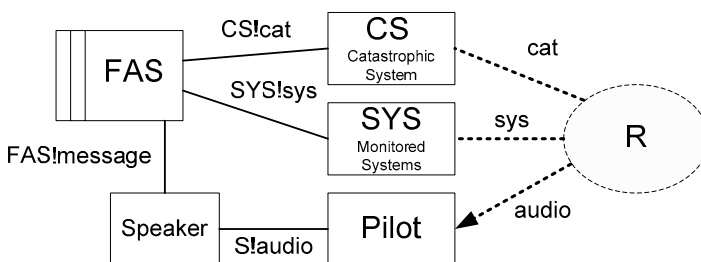 CS!cat
FAS
CS
Catastrophic
System
cat
SYS!sys
SYS
Monitored
Systems
sys
R
FAS!message
Speaker
S!audio
Pilot
audio